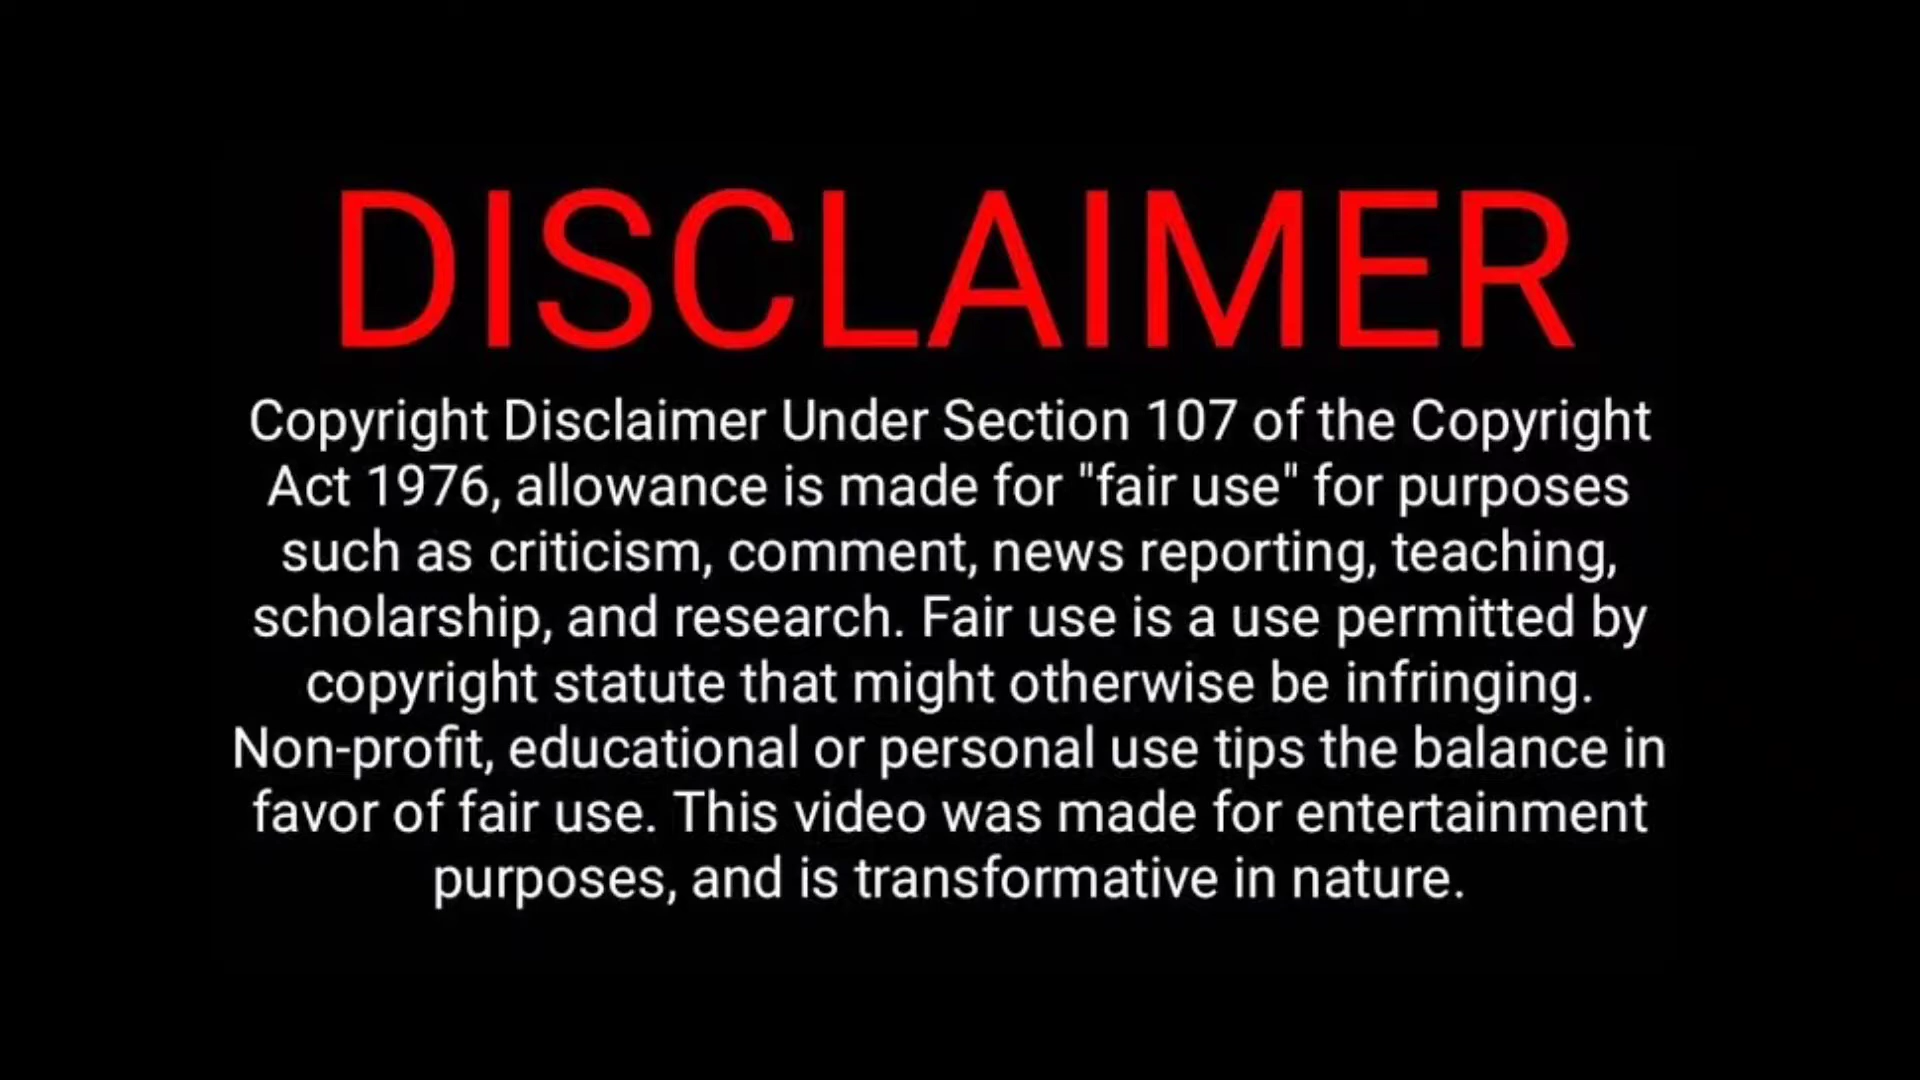 DISCLAIMER
Copyright Disclaimer Under Section 107 of the Copyright
Act 1976, allowance is made for "fair use" for purposes
such as criticism, comment, news reporting, teaching,
scholarship, and research. Fair use is a use permitted by
copyright statute that might otherwise be infringing.
Non-profit, educational or personal use tips the balance in
favor of fair use. This video was made for entertainment
purposes, and is transformative in nature.